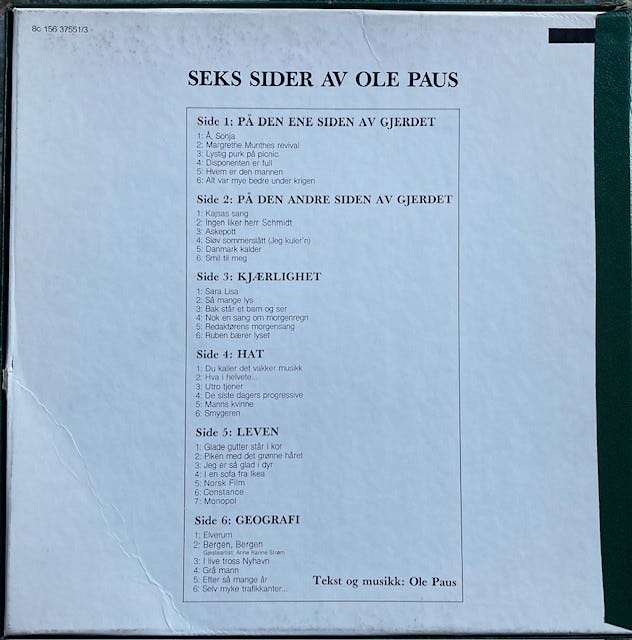 8c 156 37551/3
SEKS SIDER AV OLE PAUS
Side 1: PÅ DEN ENE SIDEN AV GJERDET
1: Å, Sonja
2: Margrethe Munthes revival
3: Lystig purk på picnic
4: Disponenten er full
5: Hvem er den mannen
6: Alt var mye bedre under krigen
Side 2: PÅ DEN ANDRE SIDEN AV GJERDET
1: Kajsas sang
2: Ingen liker herr Schmidt
3: Askepott
4: Sløv sommerslått (Jeg kuler'n)
5: Danmark kalder
6: Smil til meg
Side 3: KJÆRLIGHET
1: Sara Lisa
2: Så mange lys
3: Bak står et barn og ser
4: Nok en sang om morgenregn
5: Redaktørens morgensang
6: Ruben bærer lyset
Side 4: HAT
1: Du kaller det vakker musikk
2: Hva i helvete...
3: Utro tjener
4: De siste dagers progressive
5: Manns kvinne
6: Smygeren
Side 5: LEVEN
1: Glade gutter står i kor
2: Piken med det grønne håret
3: Jeg er så glad i dyr
4: I en sofa fra Ikea
5: Norsk Film
6: Constance
7: Monopol
Side 6: GEOGRAFI
1: Elverum
2: Bergen, Bergen
Gjesteartist: Anne Karine Strøm
3: I live tross Nyhavn
4: Grå mann
5: Efter så mange år
6: Selv myke trafikkanter...
Tekst og musikk: Ole Paus